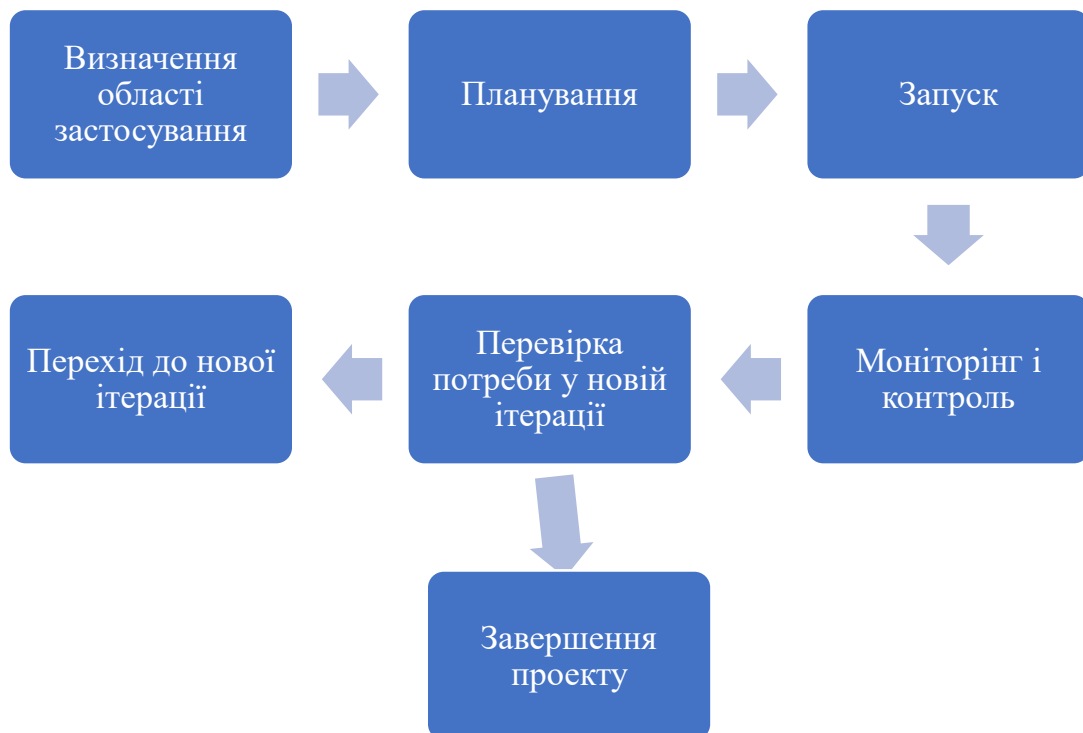 Визначення
області
застосування
Планування
Запуск
Перехід до нової
ітерації
Перевірка
потреби у новій
ітерації
Моніторінг і
контроль
Завершення
проекту